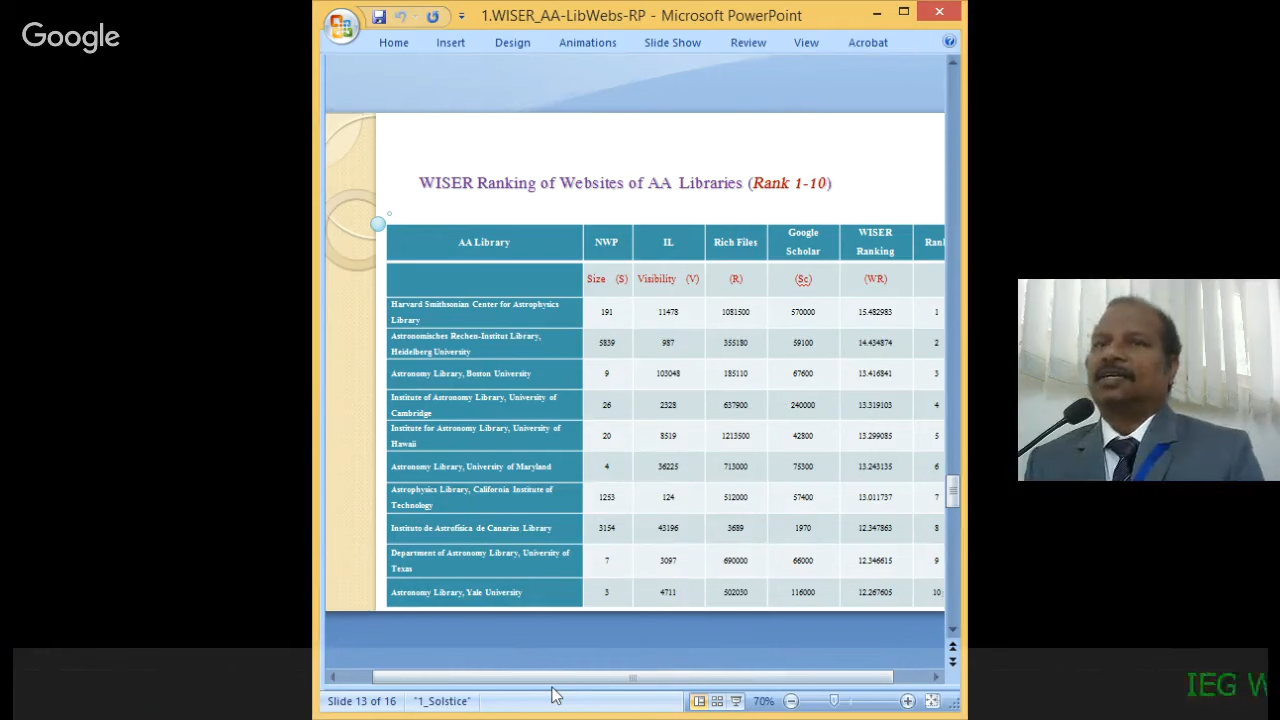 Google
1.WISER_AA-LibWebs-RP - Microsoft PowerPoint
Home Insert Design Animations Slide Show Review View Acrobat
WISER Ranking of Websites of AA Libraries (Rank 1-10)
AA Library NWP IL Rich Files Google Scholar WISER Ranking Rank
Size (S) Visibility (V) (R) (Sc) (WR)
Harvard Smithsonian Center for Astrophysics Library 191 11478 1081500 570000 15.482983 1
Astronomisches Rechen-Institut Library, Heidelberg University 5839 987 355180 59100 14.434874 2
Astronomy Library, Boston University 9 103048 185110 67600 13.416841 3
Institute of Astronomy Library, University of Cambridge 26 2328 637900 240000 13.319103 4
Institute for Astronomy Library, University of Hawaii 20 8519 1213500 42800 13.299085 5
Astronomy Library, University of Maryland 4 36225 713000 75300 13.243135 6
Astrophysics Library, California Institute of Technology 1253 124 512000 57400 13.011737 7
Instituto de Astrofitica de Canarias Library 3154 43196 3689 1970 12.347863 8
Department of Astronomy Library, University of Texas 7 3097 690000 66000 12.346615 9
Astronomy Library, Yale University 3 4711 502030 116000 12.267605 10
Slide 13 of 16 "1_Solstice" 70%
IEG W